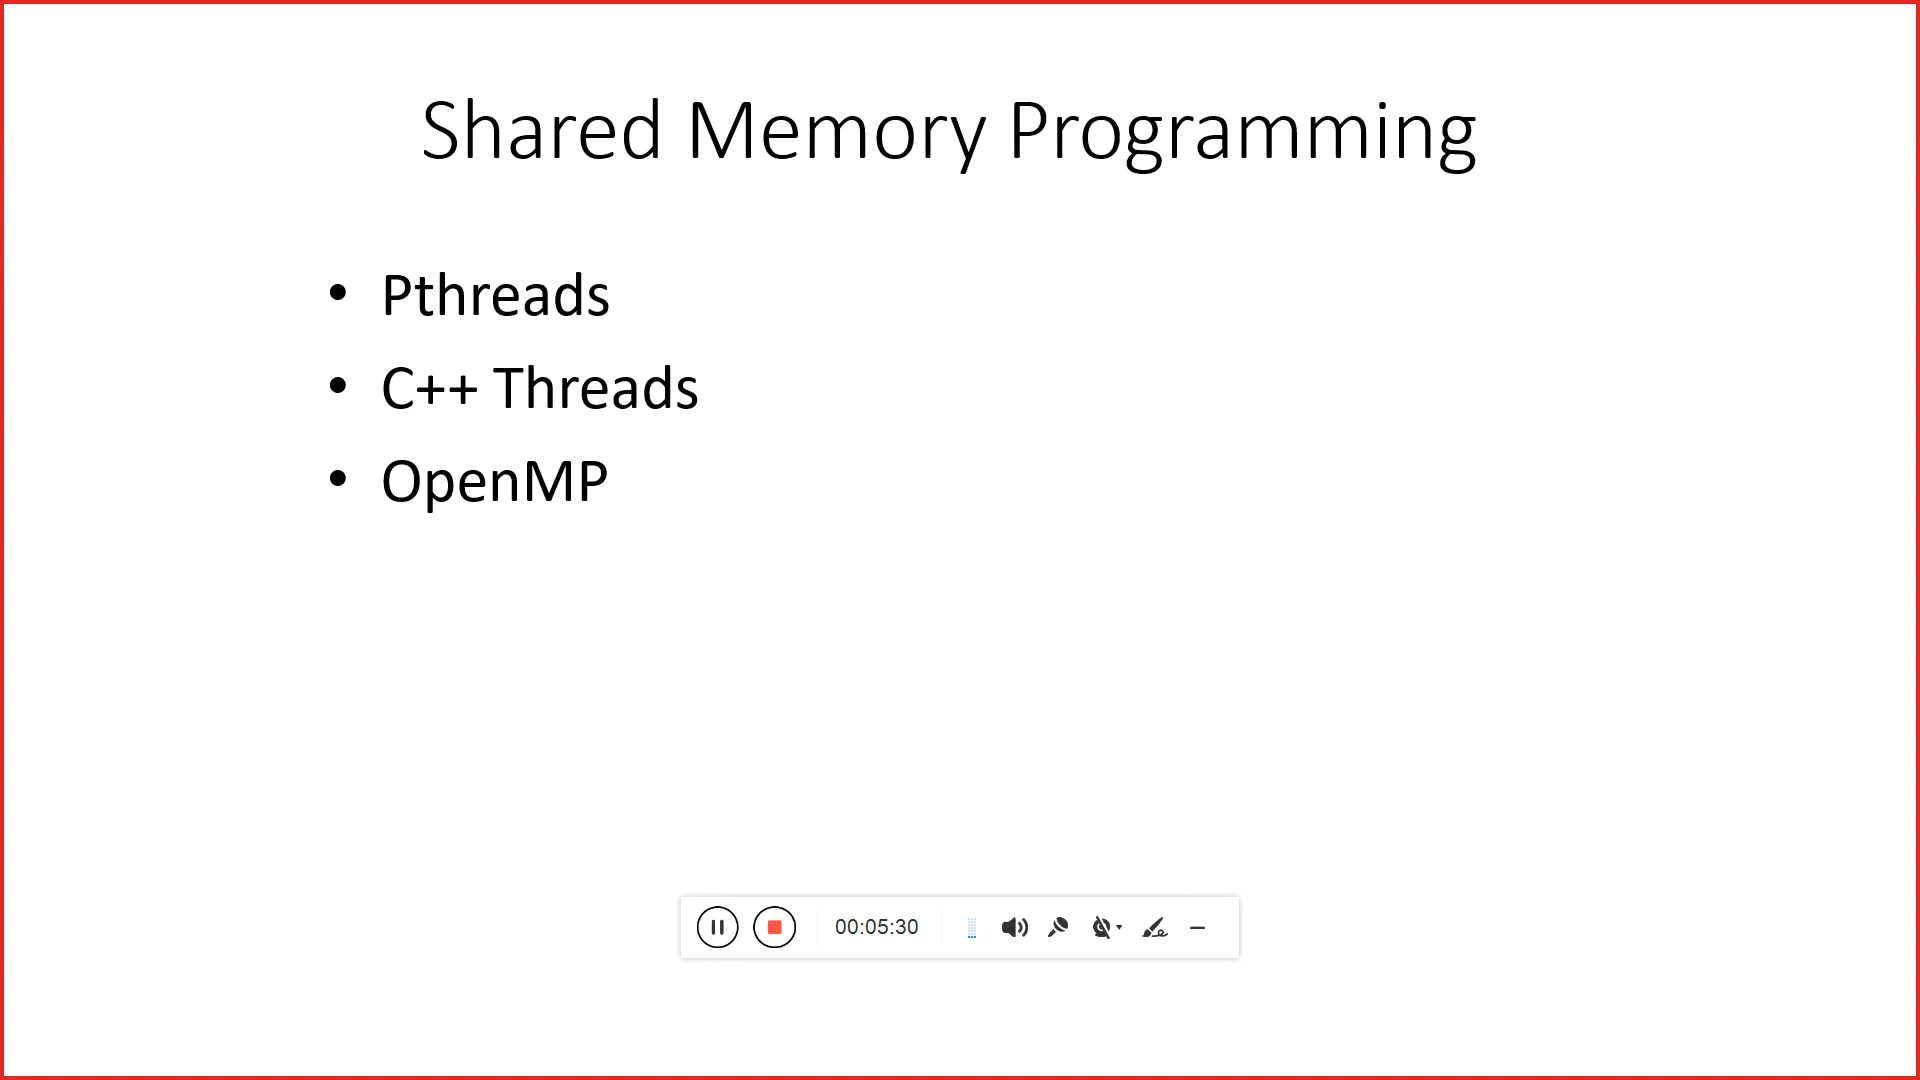 Shared Memory Programming
• Pthreads
• C++ Threads
• OpenMP
00:05:30